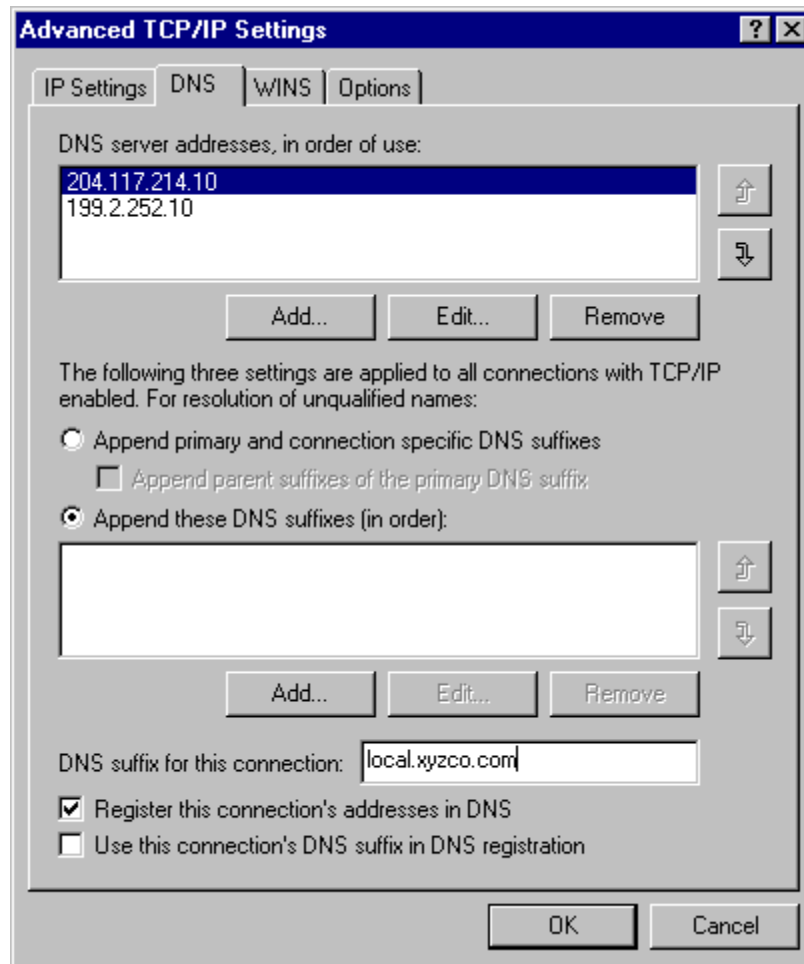 Advanced TCP/IP Settings
IP Settings DNS WINS Options
DNS server addresses, in order of use:
204.117.214.10
199.2.252.10
Add... Edit... Remove
The following three settings are applied to all connections with TCP/IP
enabled. For resolution of unqualified names:
Append primary and connection specific DNS suffixes
Append parent suffixes of the primary DNS suffix
Append these DNS suffixes (in order):
Add... Edit... Remove
DNS suffix for this connection: local.xyzco.com
Register this connection's addresses in DNS
Use this connection's DNS suffix in DNS registration
OK Cancel